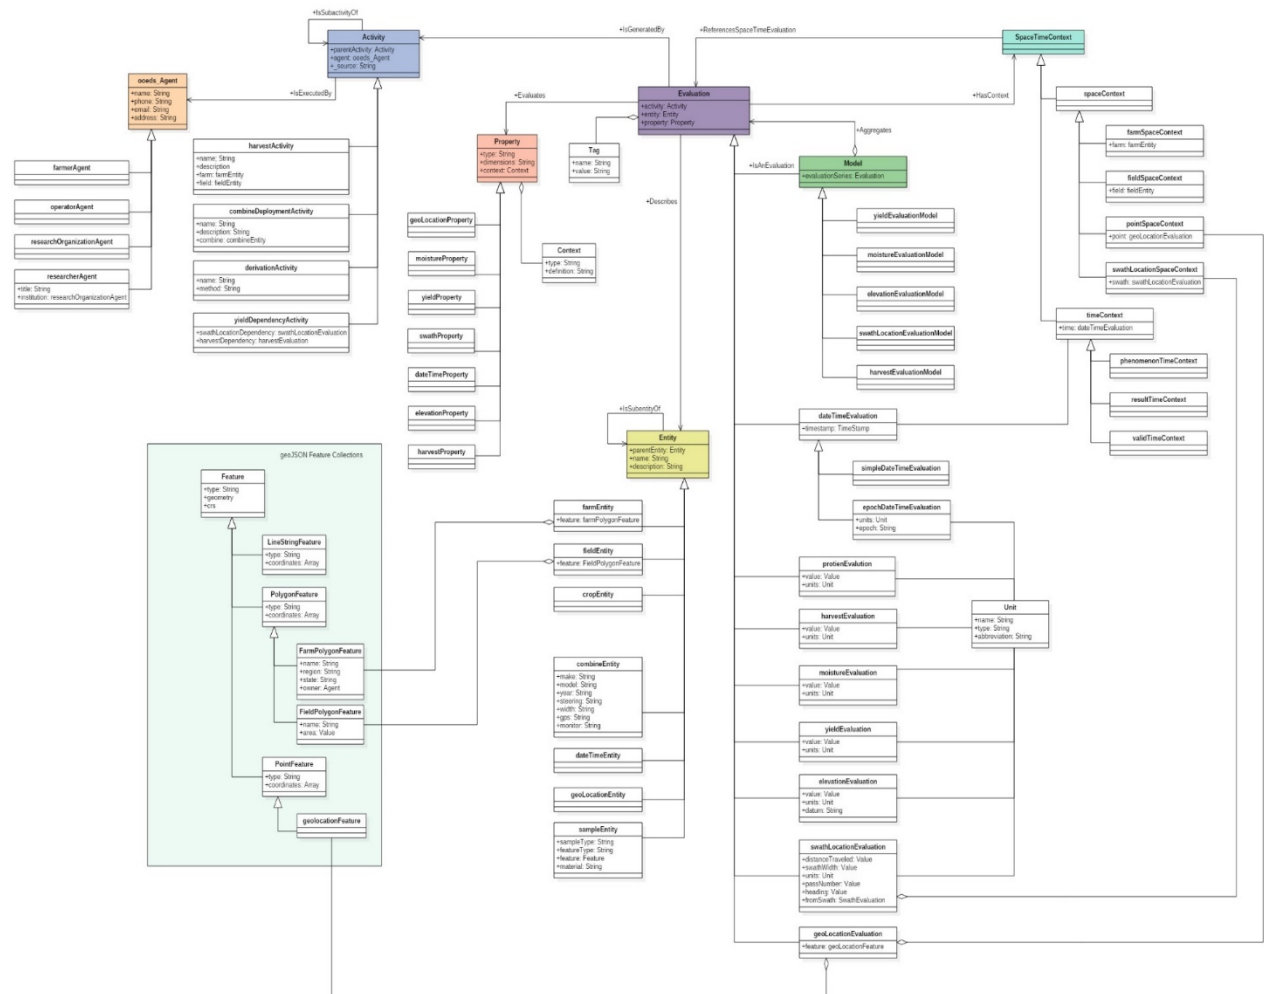 +IsSubactivityOf
Activity
+parentActivity: Activity
+agent: ooeds_Agent
+_source: String
+IsGeneratedBy
+ReferencesSpaceTimeEvaluation
SpaceTimeContext
ooeds_Agent
+name: String
+phone: String
+email: String
+address: String
+IsExecutedBy
+Evaluates
Evaluation
+activity: Activity
+entity: Entity
+property: Property
+HasContext
farmerAgent
operatorAgent
researchOrganizationAgent
researcherAgent
+title: String
+institution: researchOrganizationAgent
harvestActivity
+name: String
+description
+farm: farmEntity
+field: fieldEntity
combineDeploymentActivity
+name: String
+description: String
+combine: combineEntity
derivationActivity
+name: String
+method: String
yieldDependencyActivity
+swathLocationDependency: swathLocationEvaluation
+harvestDependency: harvestEvaluation
Property
+type: String
+dimensions: String
+context: Context
Tag
+name: String
+value: String
geoLocationProperty
moistureProperty
yieldProperty
swathProperty
dateTimeProperty
elevationProperty
harvestProperty
Context
+type: String
+definition: String
+Describes
+Aggregates
+IsAnEvaluation
Model
+evaluationSeries: Evaluation
yieldEvaluationModel
moistureEvaluationModel
elevationEvaluationModel
swathLocationEvaluationModel
harvestEvaluationModel
spaceContext
farmSpaceContext
+farm: farmEntity
fieldSpaceContext
+field: fieldEntity
pointSpaceContext
+point: geoLocationEvaluation
swathLocationSpaceContext
+swath: swathLocationEvaluation
timeContext
+time: dateTimeEvaluation
phenomenonTimeContext
resultTimeContext
validTimeContext
+IsSubentityOf
Entity
+parentEntity: Entity
+name: String
+description: String
geoJSON Feature Collections
Feature
+type: String
+geometry
+crs
LineStringFeature
+type: String
+coordinates: Array
PolygonFeature
+type: String
+coordinates: Array
FarmPolygonFeature
+name: String
+region: String
+state: String
+owner: Agent
FieldPolygonFeature
+name: String
+area: Value
PointFeature
+type: String
+coordinates: Array
geolocationFeature
farmEntity
+feature: farmPolygonFeature
fieldEntity
+feature: FieldPolygonFeature
cropEntity
combineEntity
+make: String
+model: String
+year: String
+steering: String
+width: String
+gps: String
+monitor: String
dateTimeEntity
geoLocationEntity
sampleEntity
+sampleType: String
+featureType: String
+feature: Feature
+material: String
dateTimeEvaluation
+timestamp: TimeStamp
simpleDateTimeEvaluation
epochDateTimeEvaluation
+units: Unit
+epoch: String
protienEvalution
+value: Value
+units: Unit
harvestEvaluation
+value: Value
+units: Unit
Unit
+name: String
+type: String
+abbreviation: String
moistureEvaluation
+value: Value
+units: Unit
yieldEvaluation
+value: Value
+units: Unit
elevationEvaluation
+value: Value
+units: Unit
+datum: String
swathLocationEvaluation
+distanceTraveled: Value
+swathWidth: Value
+units: Unit
+passNumber: Value
+heading: Value
+fromSwath: SwathEvaluation
geoLocationEvaluation
+feature: geoLocationFeature